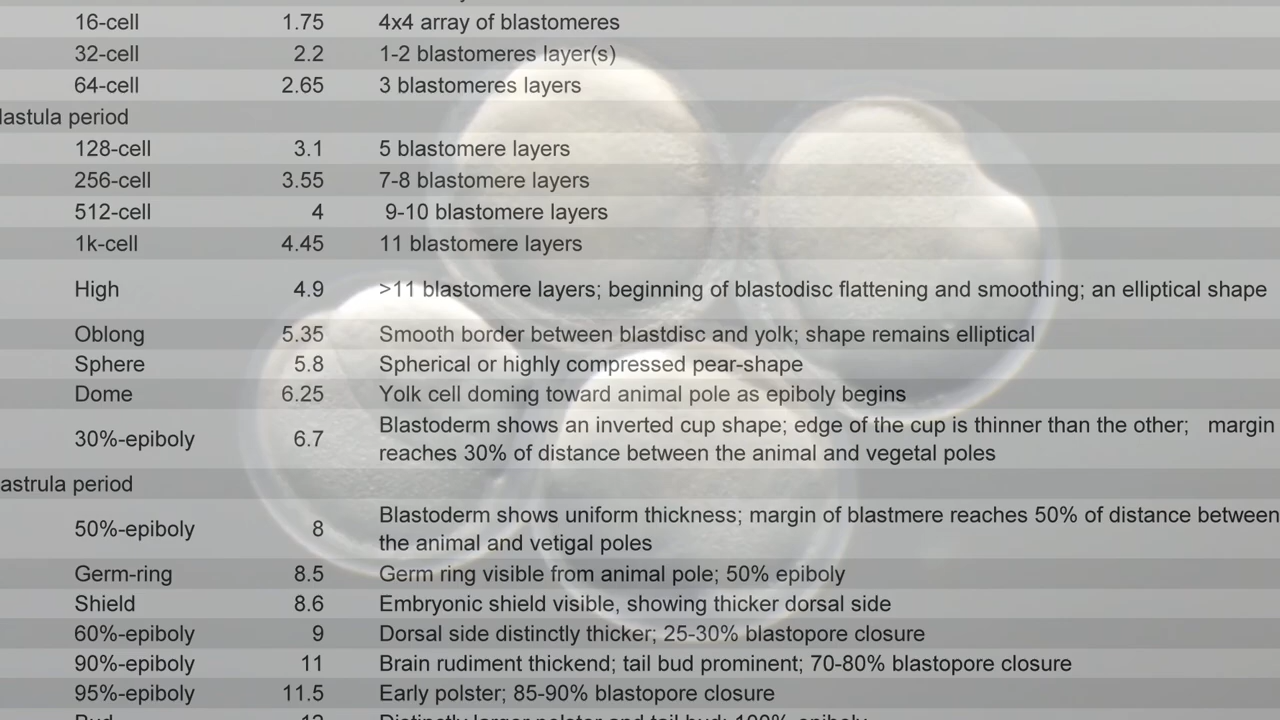 16-cell 1.75 4x4 array of blastomeres
32-cell 2.2 1-2 blastomeres layer(s)
64-cell 2.65 3 blastomeres layers
lastula period
128-cell 3.1 5 blastomere layers
256-cell 3.55 7-8 blastomere layers
512-cell 4 9-10 blastomere layers
1k-cell 4.45 11 blastomere layers
High 4.9 >11 blastomere layers; beginning of blastodisc flattening and smoothing; an elliptical shape
Oblong 5.35 Smooth border between blastdisc and yolk; shape remains elliptical
Sphere 5.8 Spherical or highly compressed pear-shape
Dome 6.25 Yolk cell doming toward animal pole as epiboly begins
30%-epiboly 6.7 Blastoderm shows an inverted cup shape; edge of the cup is thinner than the other; margin
reaches 30% of distance between the animal and vegetal poles
astrula period
50%-epiboly 8 Blastoderm shows uniform thickness; margin of blastmere reaches 50% of distance between
the animal and vetigal poles
Germ-ring 8.5 Germ ring visible from animal pole; 50% epiboly
Shield 8.6 Embryonic shield visible, showing thicker dorsal side
60%-epiboly 9 Dorsal side distinctly thicker; 25-30% blastopore closure
90%-epiboly 11 Brain rudiment thickend; tail bud prominent; 70-80% blastopore closure
95%-epiboly 11.5 Early polster; 85-90% blastopore closure
Bud 12 Distinctly larger polster and tail bud; 100% epiboly